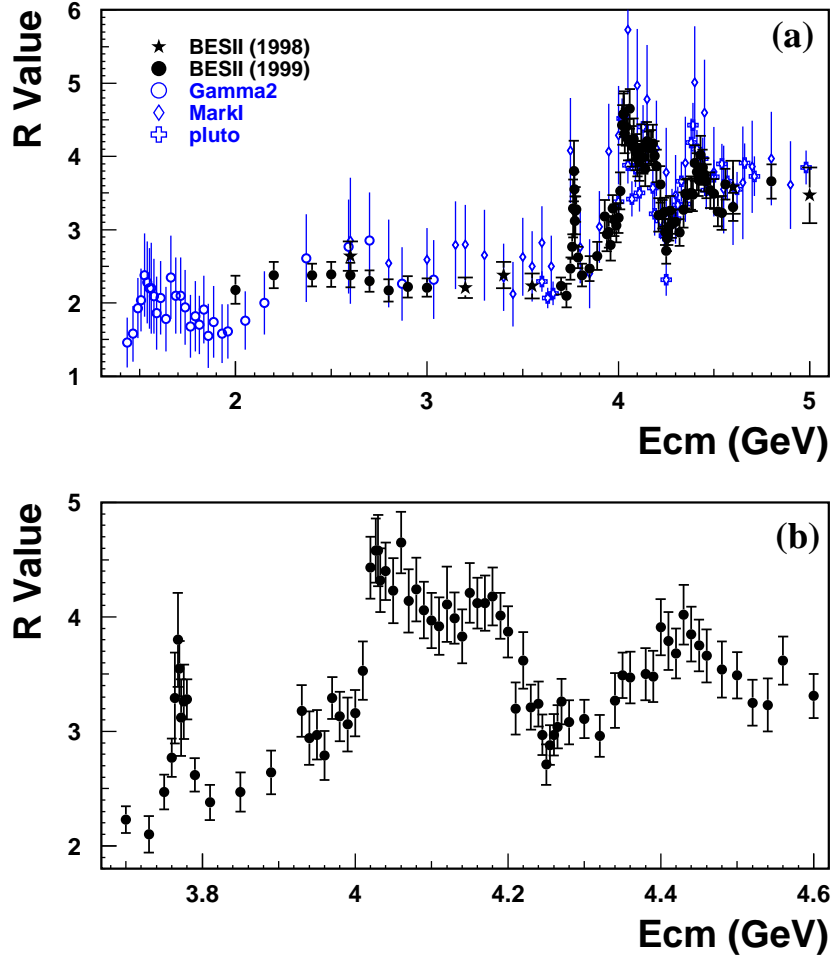 R Value
6
5
4
3
2
1
(a)
BESII (1998)
BESII (1999)
Gamma2
MarkI
pluto
2
3
4
5
Ecm (GeV)
R Value
5
4
3
2
(b)
3.8
4
4.2
4.4
4.6
Ecm (GeV)